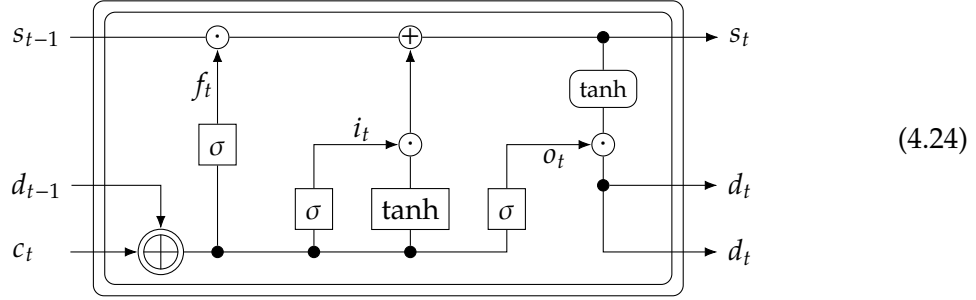 s_{t−1} s_t
f_t tanh
σ i_t o_t (4.24)
d_{t−1} σ tanh σ d_t
c_t d_t